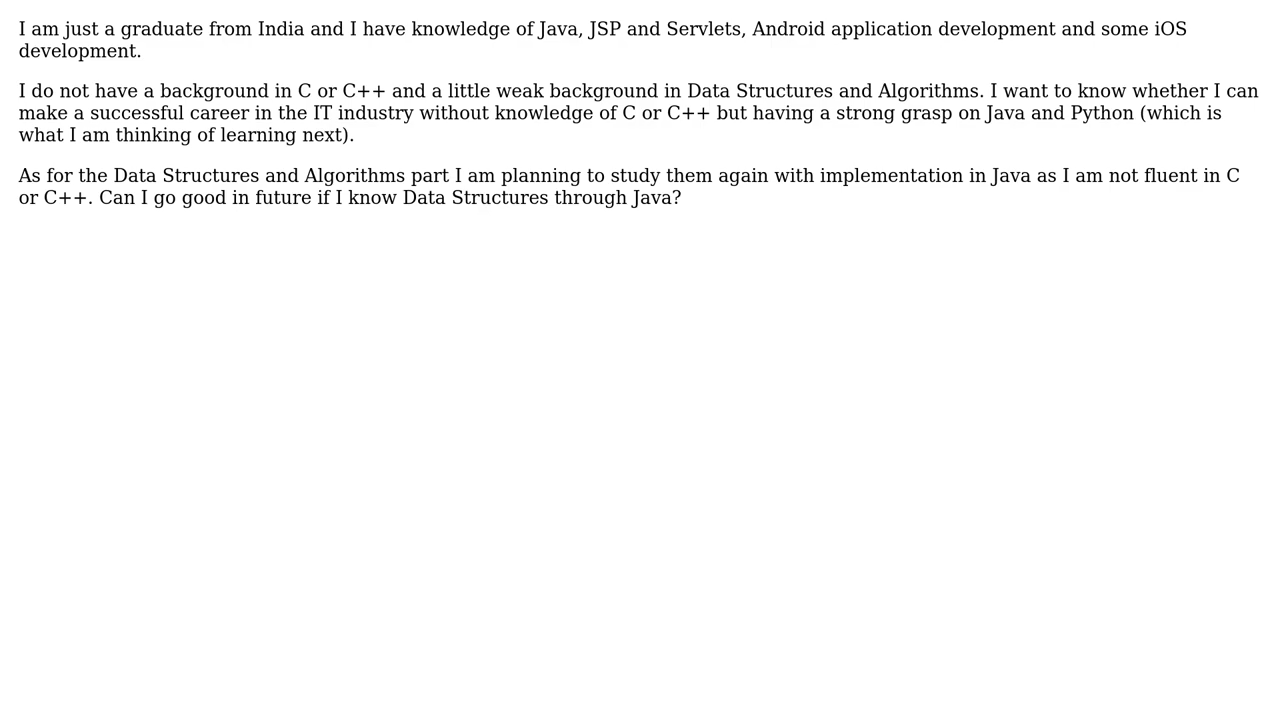 I am just a graduate from India and I have knowledge of Java, JSP and Servlets, Android application development and some iOS
development.
I do not have a background in C or C++ and a little weak background in Data Structures and Algorithms. I want to know whether I can
make a successful career in the IT industry without knowledge of C or C++ but having a strong grasp on Java and Python (which is
what I am thinking of learning next).
As for the Data Structures and Algorithms part I am planning to study them again with implementation in Java as I am not fluent in C
or C++. Can I go good in future if I know Data Structures through Java?